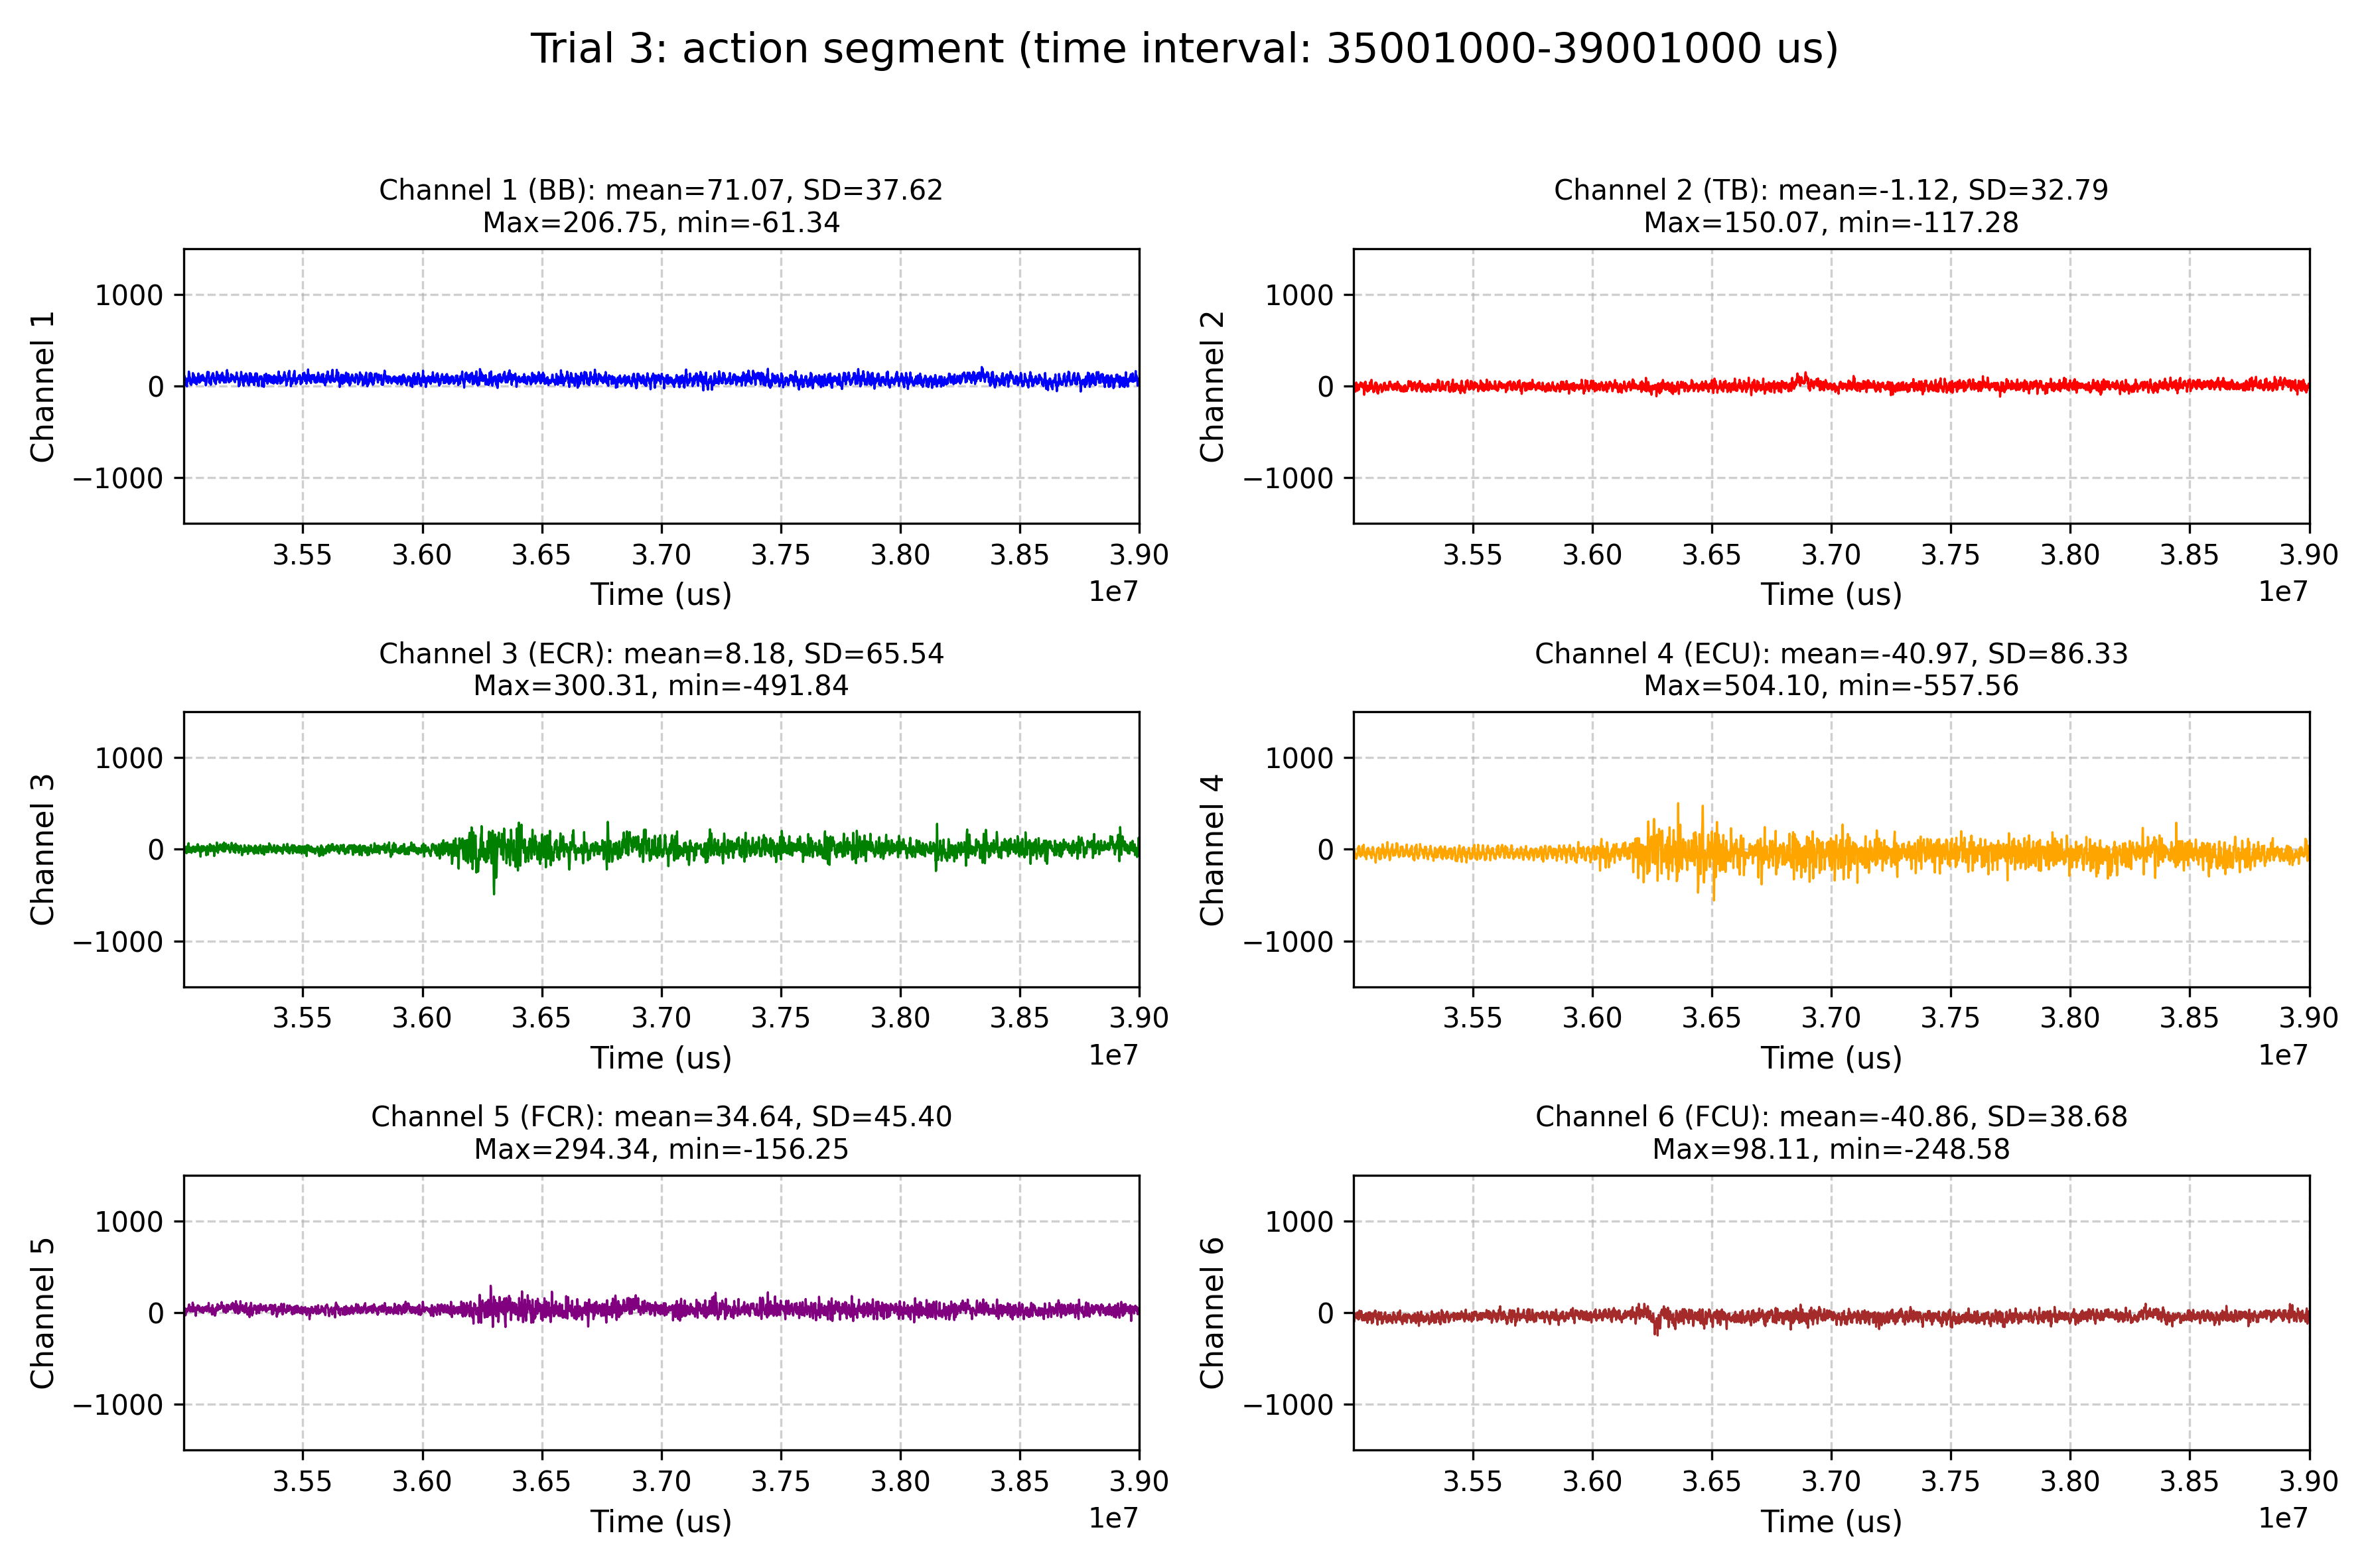 Trial 3: action segment (time interval: 35001000-39001000 us)
Channel 1 (BB): mean=71.07, SD=37.62
Max=206.75, min=-61.34
1000
0
−1000
Channel 1
3.55 3.60 3.65 3.70 3.75 3.80 3.85 3.90
1e7
Time (us)
Channel 2 (TB): mean=-1.12, SD=32.79
Max=150.07, min=-117.28
1000
0
−1000
Channel 2
3.55 3.60 3.65 3.70 3.75 3.80 3.85 3.90
1e7
Time (us)
Channel 3 (ECR): mean=8.18, SD=65.54
Max=300.31, min=-491.84
1000
0
−1000
Channel 3
3.55 3.60 3.65 3.70 3.75 3.80 3.85 3.90
1e7
Time (us)
Channel 4 (ECU): mean=-40.97, SD=86.33
Max=504.10, min=-557.56
1000
0
−1000
Channel 4
3.55 3.60 3.65 3.70 3.75 3.80 3.85 3.90
1e7
Time (us)
Channel 5 (FCR): mean=34.64, SD=45.40
Max=294.34, min=-156.25
1000
0
−1000
Channel 5
3.55 3.60 3.65 3.70 3.75 3.80 3.85 3.90
1e7
Time (us)
Channel 6 (FCU): mean=-40.86, SD=38.68
Max=98.11, min=-248.58
1000
0
−1000
Channel 6
3.55 3.60 3.65 3.70 3.75 3.80 3.85 3.90
1e7
Time (us)